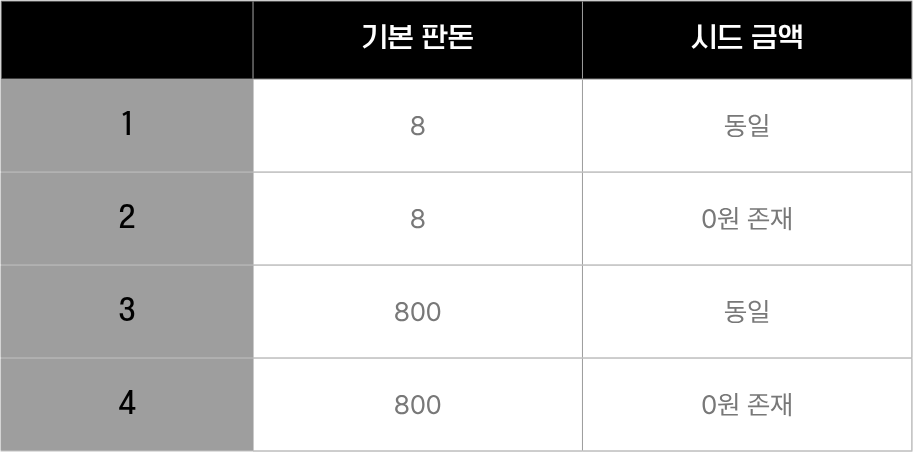 기본 판돈 시드 금액
1 8 동일
2 8 0원 존재
3 800 동일
4 800 0원 존재